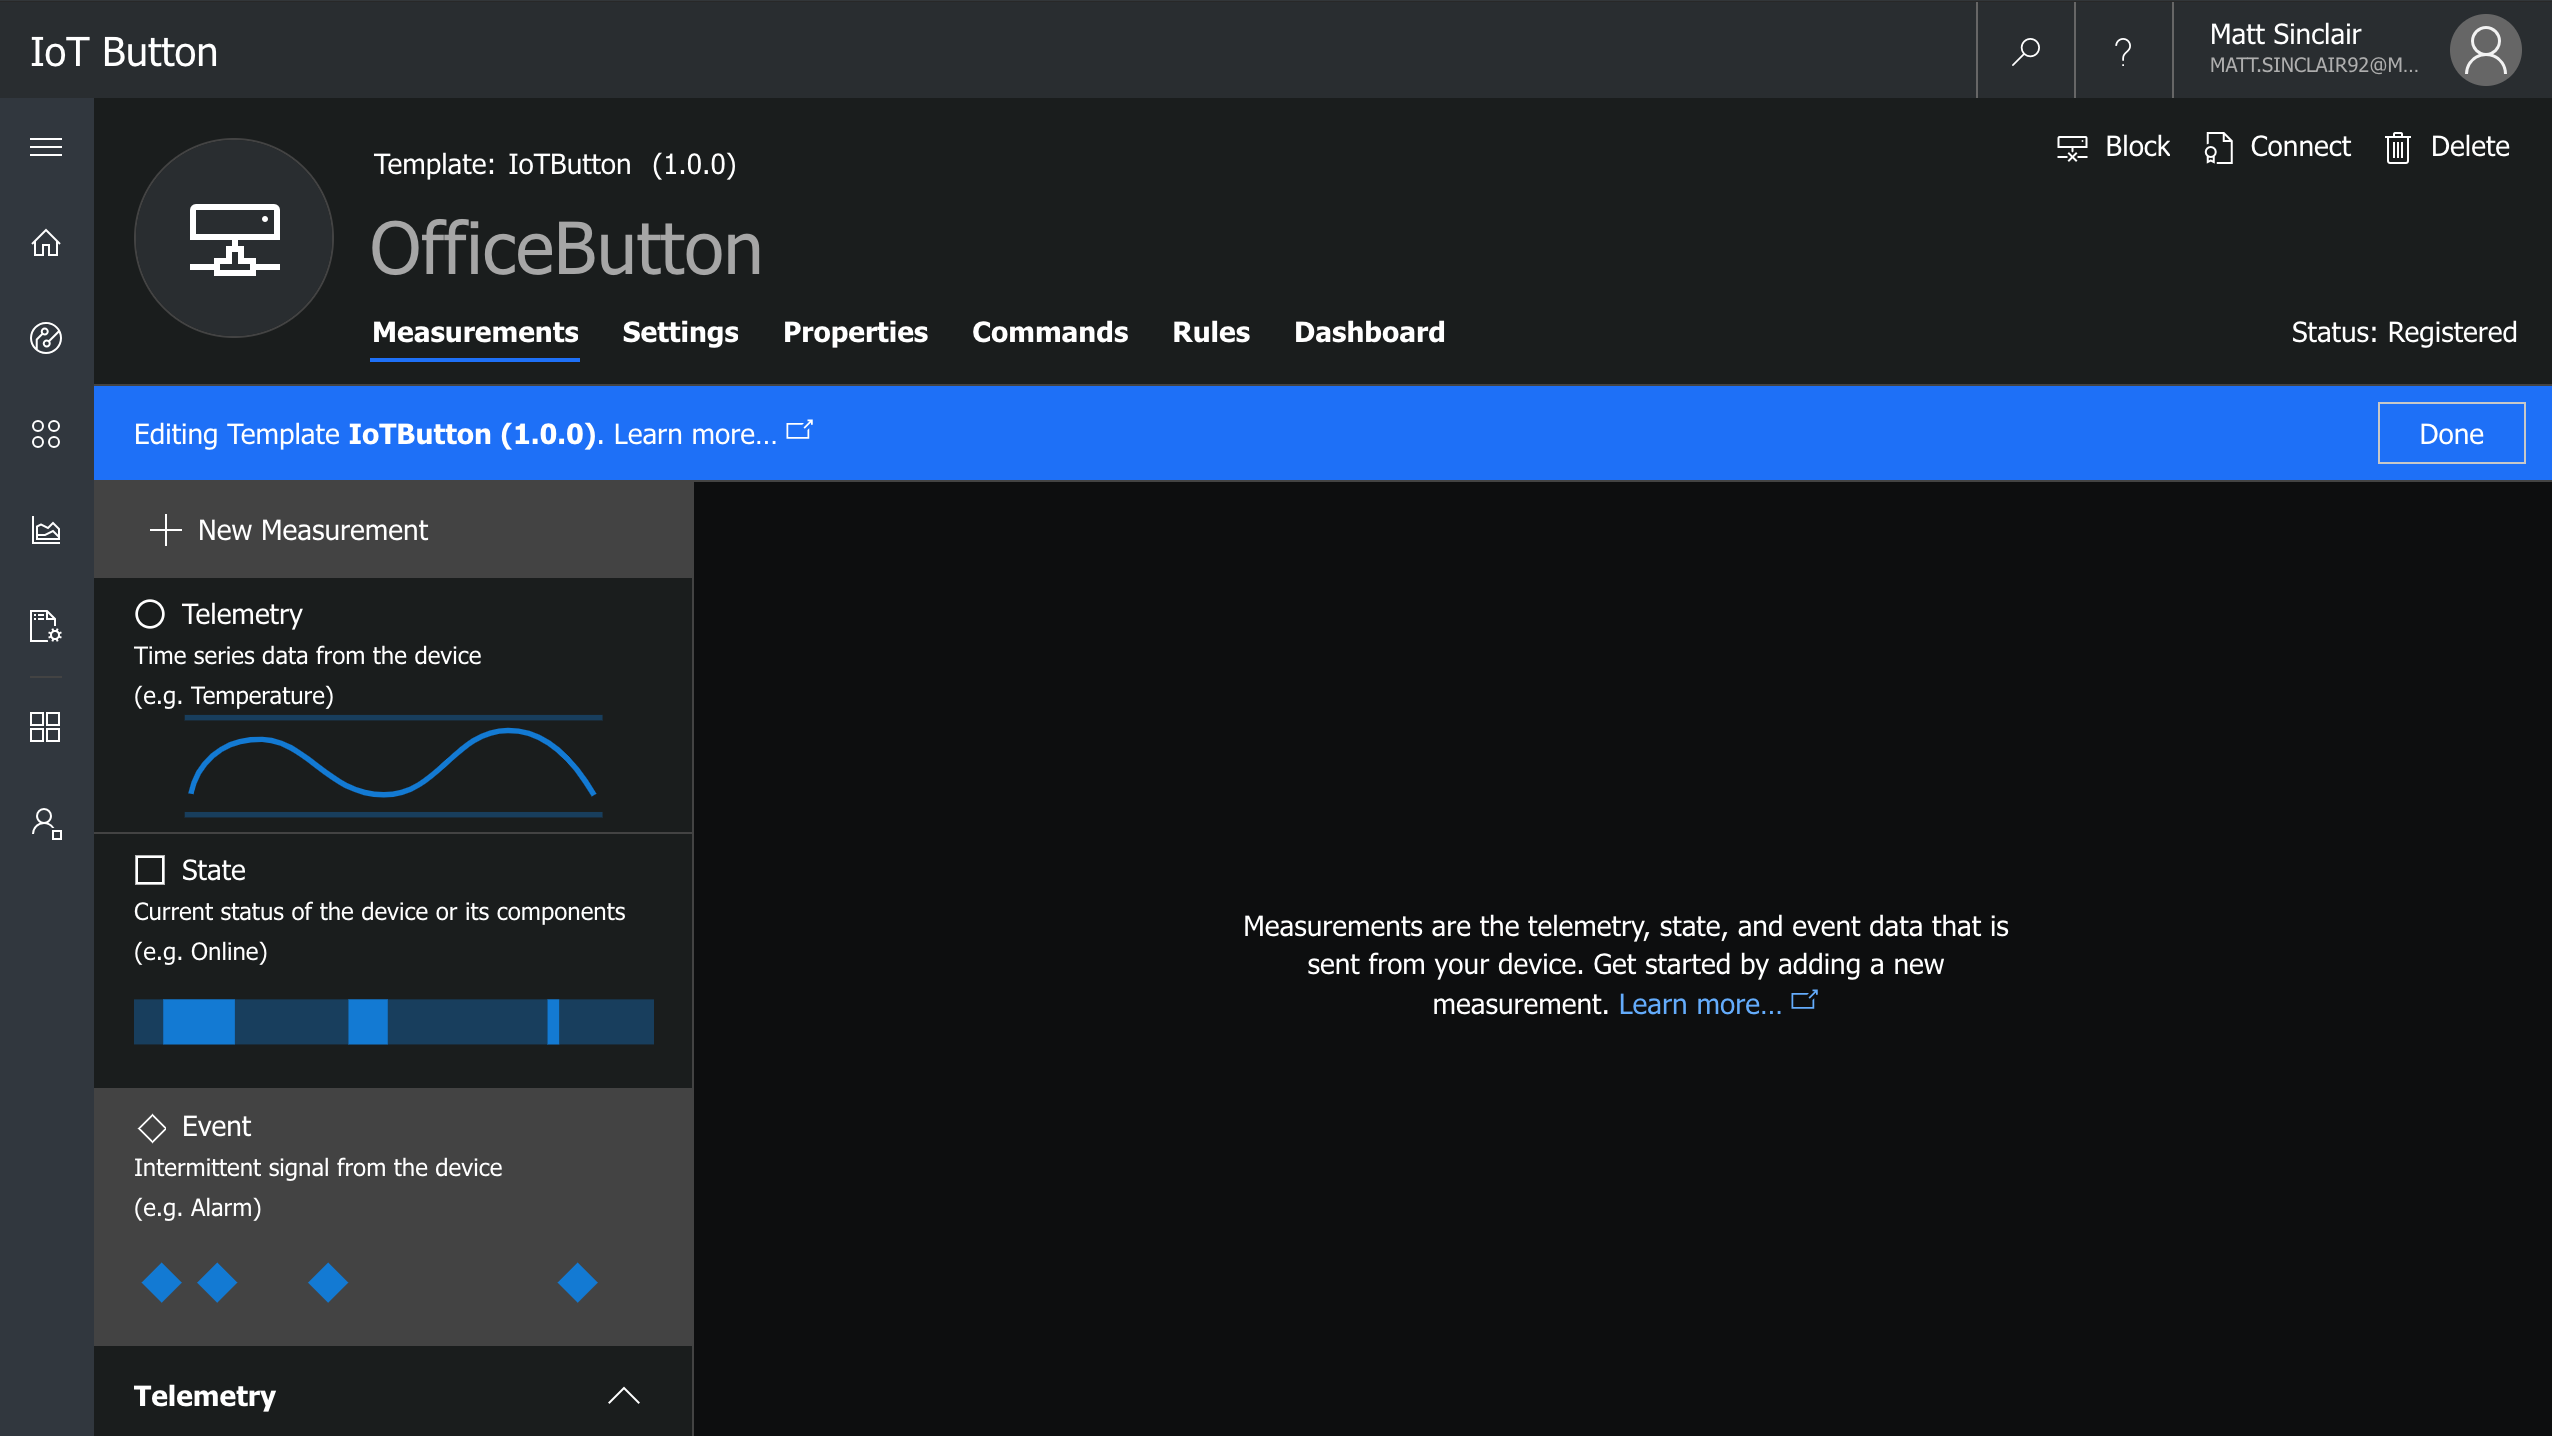 IoT Button
?
Matt Sinclair
MATT.SINCLAIR92@M...
Template: IoTButton (1.0.0)
Block
Connect
Delete
OfficeButton
Measurements
Settings
Properties
Commands
Rules
Dashboard
Status: Registered
Editing Template IoTButton (1.0.0). Learn more...
Done
New Measurement
Telemetry
Time series data from the device
(e.g. Temperature)
State
Current status of the device or its components
(e.g. Online)
Event
Intermittent signal from the device
(e.g. Alarm)
Telemetry
Measurements are the telemetry, state, and event data that is
sent from your device. Get started by adding a new
measurement. Learn more...